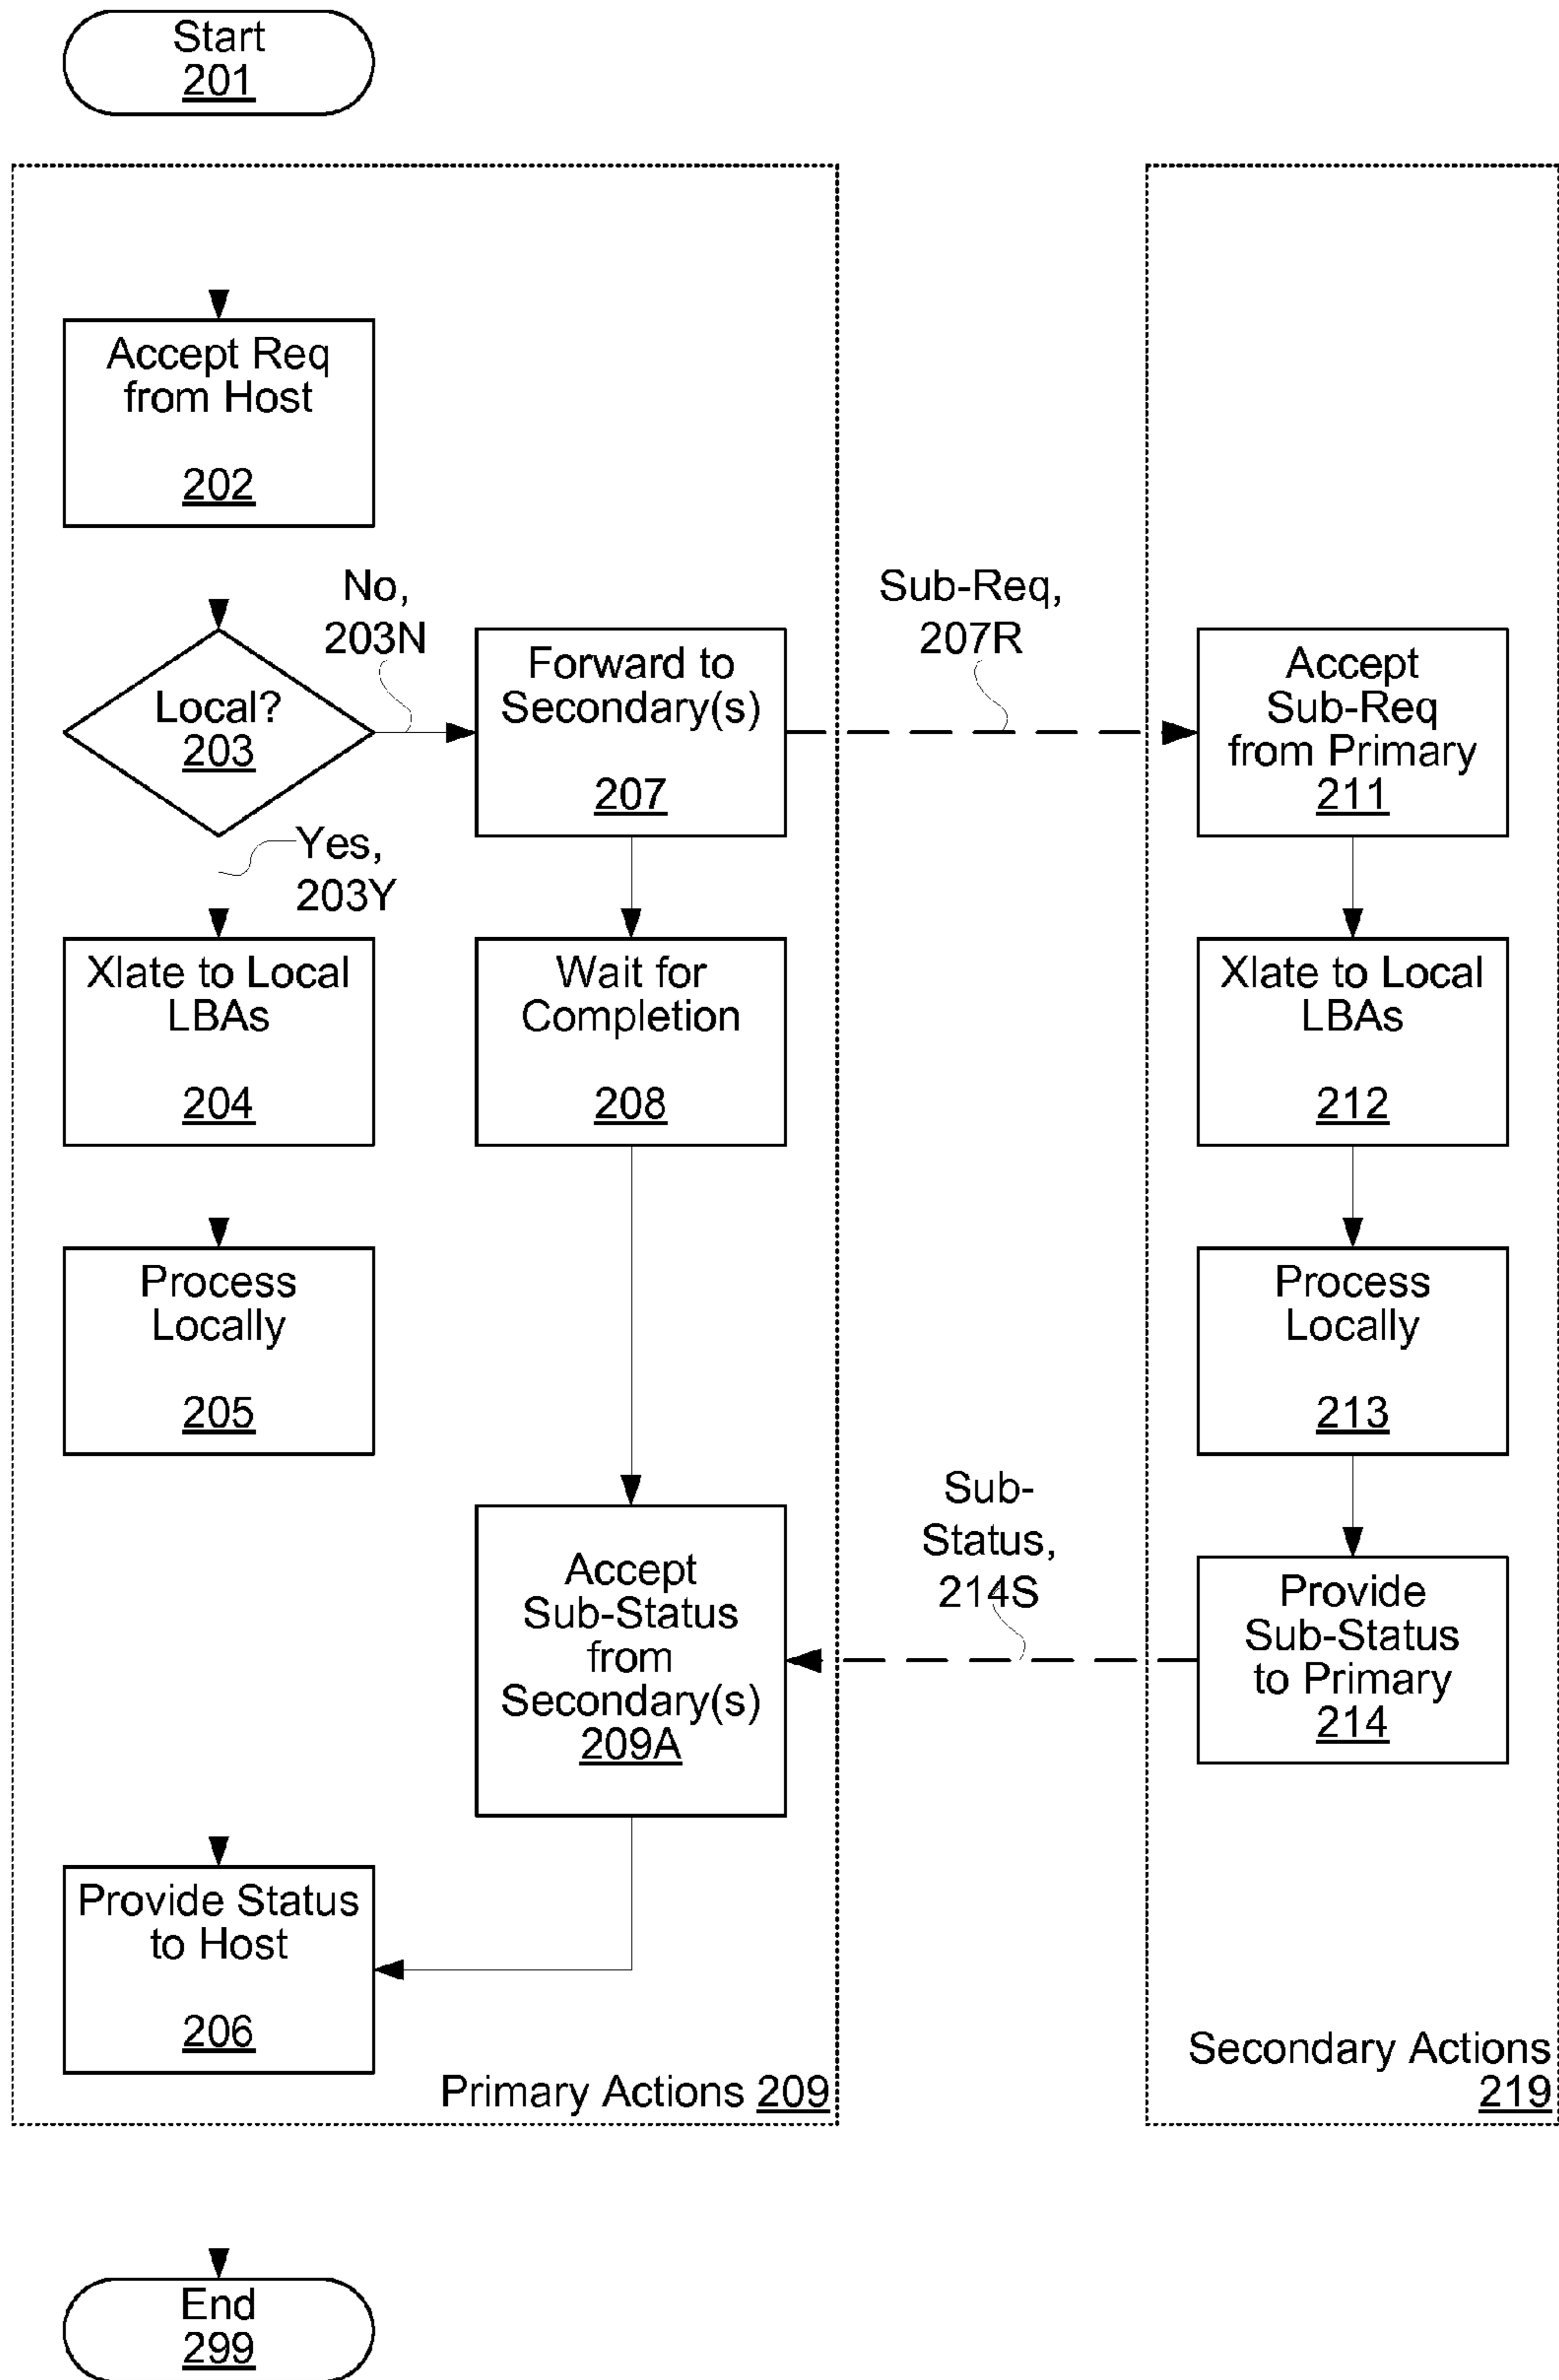 Start
201
Accept Req
from Host
202
No,
203N
Sub-Req,
207R
Local?
203
Forward to
Secondary(s)
207
Accept
Sub-Req
from Primary
211
Yes,
203Y
Xlate to Local
LBAs
204
Wait for
Completion
208
Xlate to Local
LBAs
212
Process
Locally
205
Process
Locally
213
Accept
Sub-Status
from
Secondary(s)
209A
Sub-
Status,
214S
Provide
Sub-Status
to Primary
214
Provide Status
to Host
206
Primary Actions 209
Secondary Actions
219
End
299